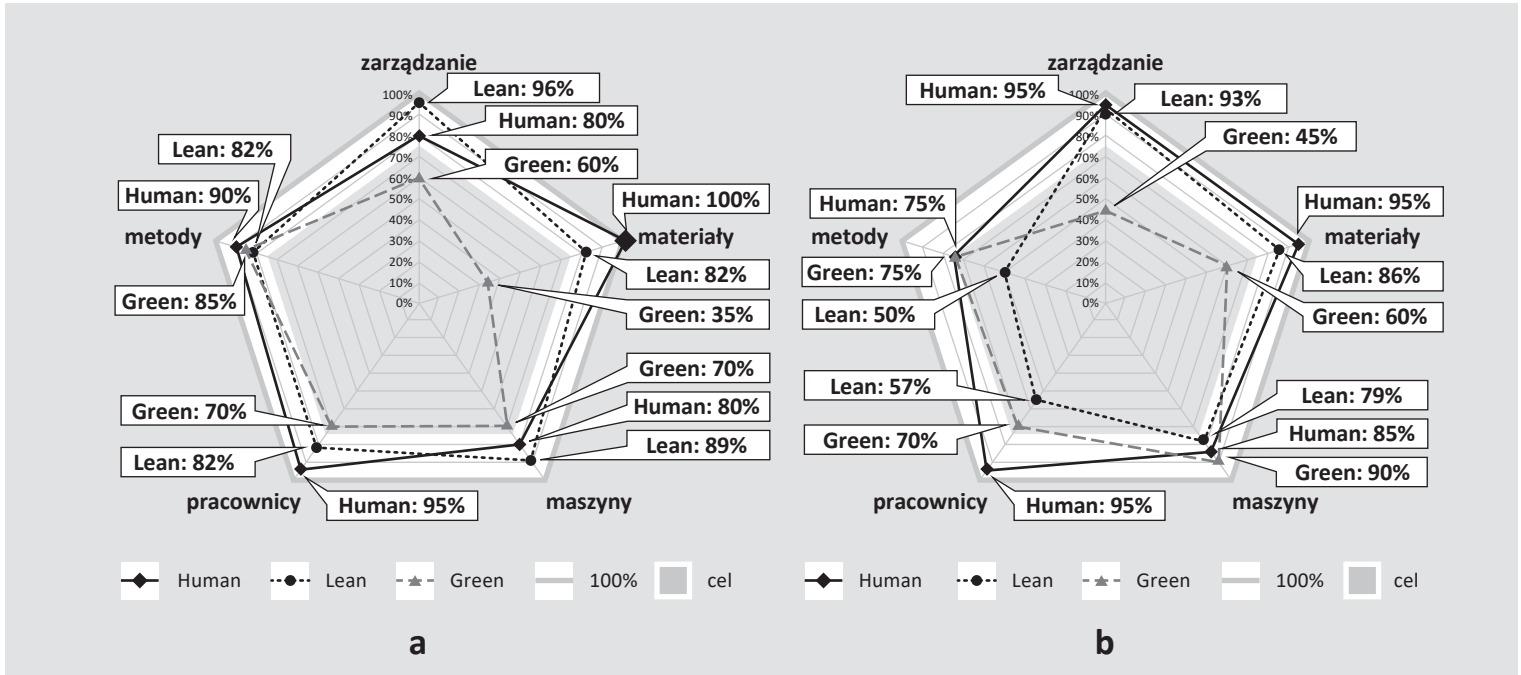 zarządzanie
Lean: 96%
100%
90%
Human: 80%
80%
Lean: 82%
70%
Green: 60%
60%
Human: 90%
Human: 100%
50%
metody
materiały
40%
30%
Lean: 82%
20%
Green: 85%
10%
Green: 35%
0%
Green: 70%
Green: 70%
Human: 80%
Lean: 82%
Lean: 89%
pracownicy
Human: 95%
maszyny
Human
Lean
Green
100%
cel
a
zarządzanie
Human: 95%
Lean: 93%
100%
90%
80%
Green: 45%
70%
60%
Human: 75%
Human: 95%
50%
metody
materiały
40%
30%
Green: 75%
Lean: 86%
20%
10%
Lean: 50%
Green: 60%
0%
Lean: 57%
Lean: 79%
Green: 70%
Human: 85%
Green: 90%
pracownicy
Human: 95%
maszyny
Human
Lean
Green
100%
cel
b